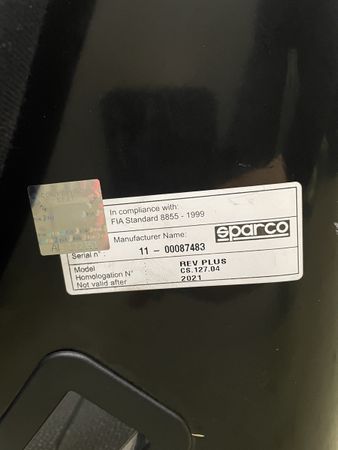 In compliance with:
FIA Standard 8855 - 1999
Manufacturer Name: sparco
Serial n°: 11 - 00087483
Model REV PLUS
Homologation N° CS.127.04
Not valid after 2021